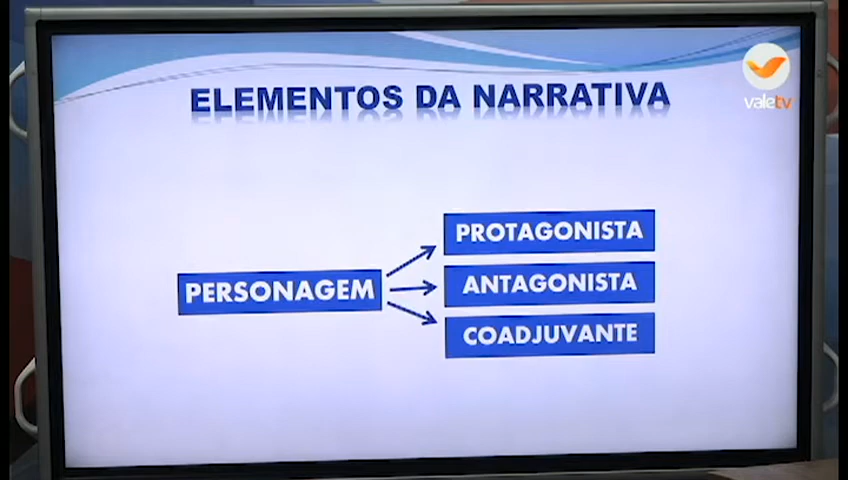 ELEMENTOS DA NARRATIVA
valetv
PERSONAGEM
PROTAGONISTA
ANTAGONISTA
COADJUVANTE